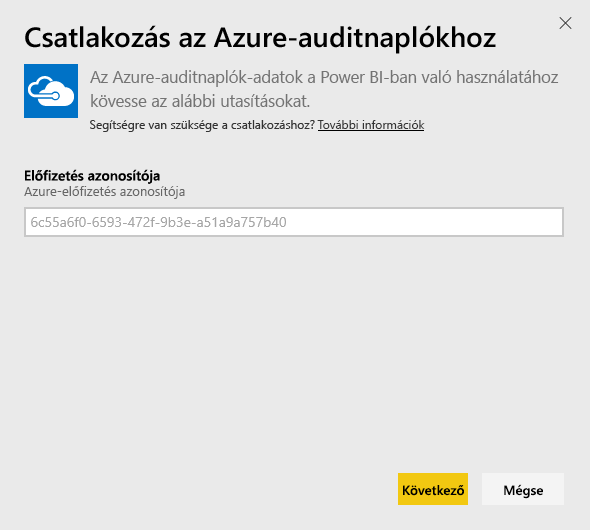 Csatlakozás az Azure-auditnaplókhoz
Az Azure-auditnaplók-adatok a Power BI-ban való használatához
kövesse az alábbi utasításokat.
Segítségre van szüksége a csatlakozáshoz? További információk
Előfizetés azonosítója
Azure-előfizetés azonosítója
6c55a6f0-6593-472f-9b3e-a51a9a757b40
Következő
Mégse